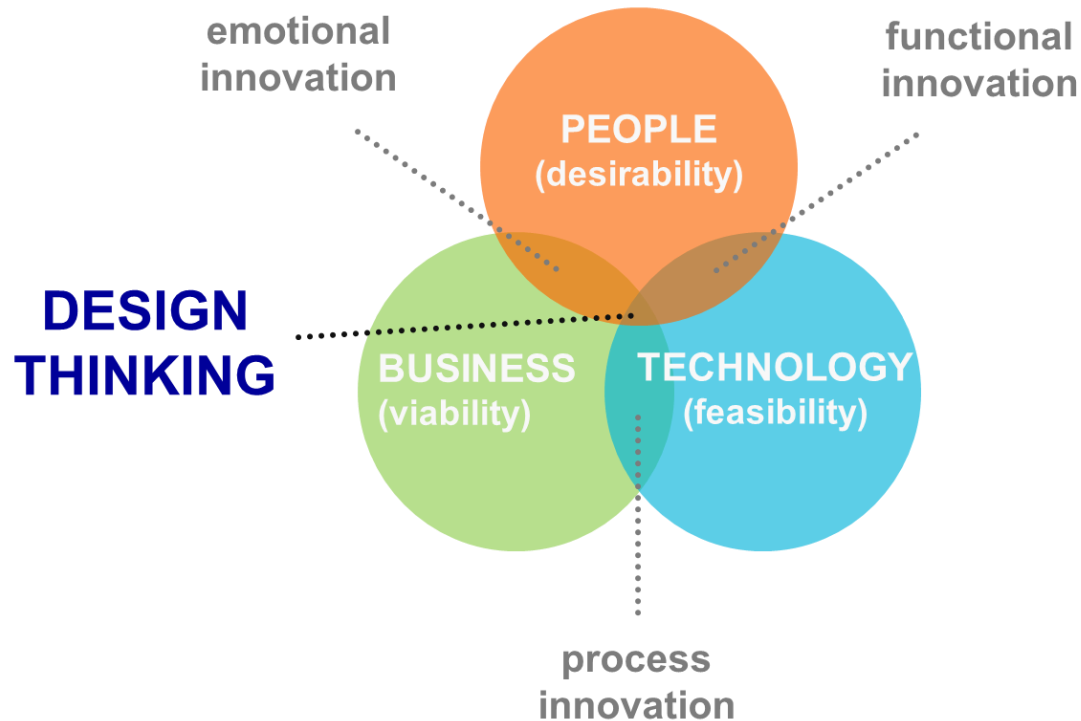 emotional
innovation
functional
innovation
PEOPLE
(desirability)
DESIGN
THINKING
BUSINESS
(viability)
TECHNOLOGY
(feasibility)
process
innovation